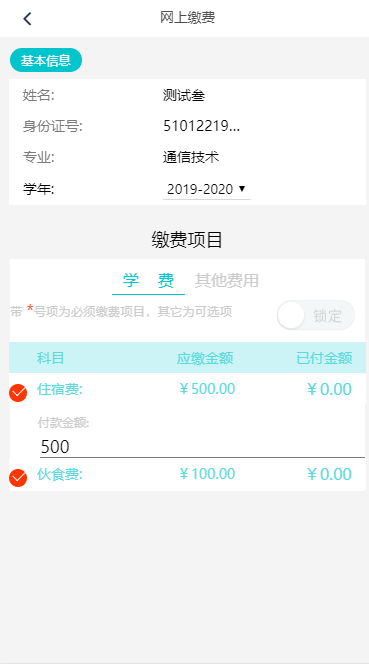 网上缴费
基本信息
姓名: 测试叁
身份证号: 51012219...
专业: 通信技术
学年: 2019-2020
缴费项目
学 费 其他费用
带 *号项为必须缴费项目，其它为可选项 锁定
科目 应缴金额 已付金额
住宿费: ￥500.00 ￥0.00
付款金额:
500
伙食费: ￥100.00 ￥0.00